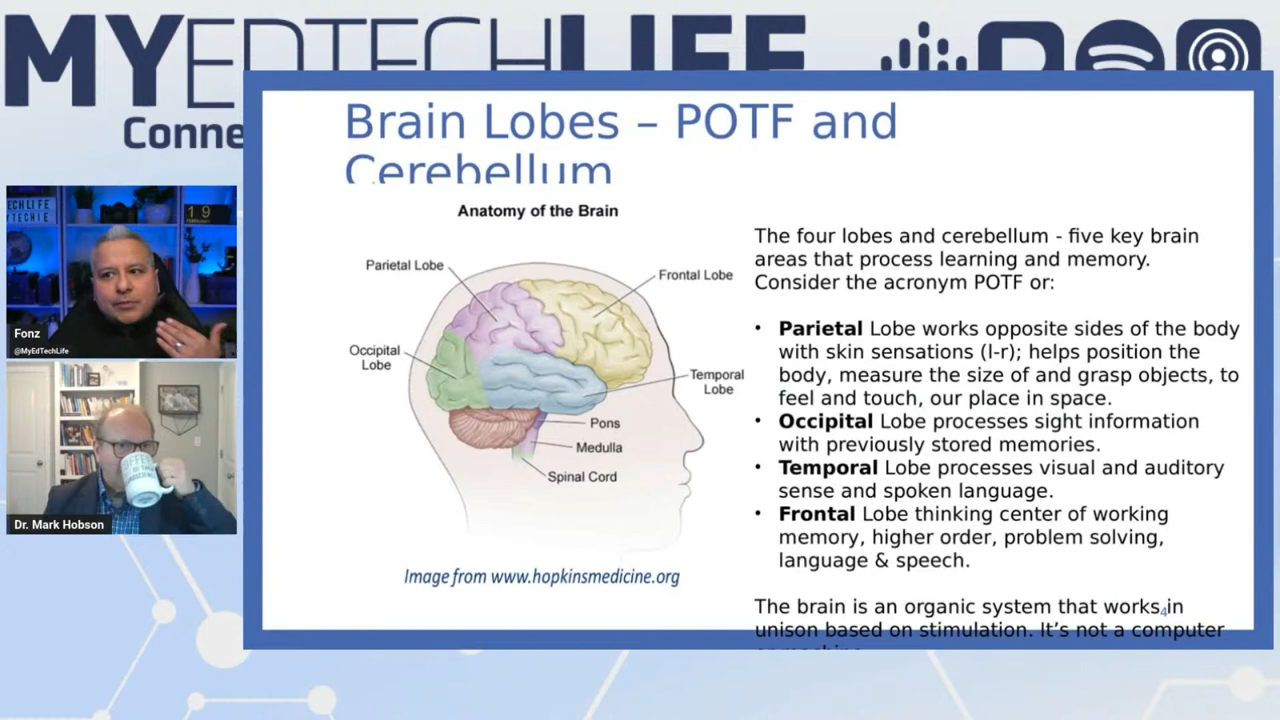 MYEDTECHLIFE
Conne
Brain Lobes – POTF and
Cerebellum
Anatomy of the Brain
Parietal Lobe
Frontal Lobe
Occipital
Lobe
Temporal
Lobe
Pons
Medulla
Spinal Cord
Image from www.hopkinsmedicine.org
The four lobes and cerebellum - five key brain
areas that process learning and memory.
Consider the acronym POTF or:
• Parietal Lobe works opposite sides of the body
with skin sensations (l-r); helps position the
body, measure the size of and grasp objects, to
feel and touch, our place in space.
• Occipital Lobe processes sight information
with previously stored memories.
• Temporal Lobe processes visual and auditory
sense and spoken language.
• Frontal Lobe thinking center of working
memory, higher order, problem solving,
language & speech.
The brain is an organic system that works in
4
unison based on stimulation. It’s not a computer
19
Fonz
@MyEdTechLife
Dr. Mark Hobson